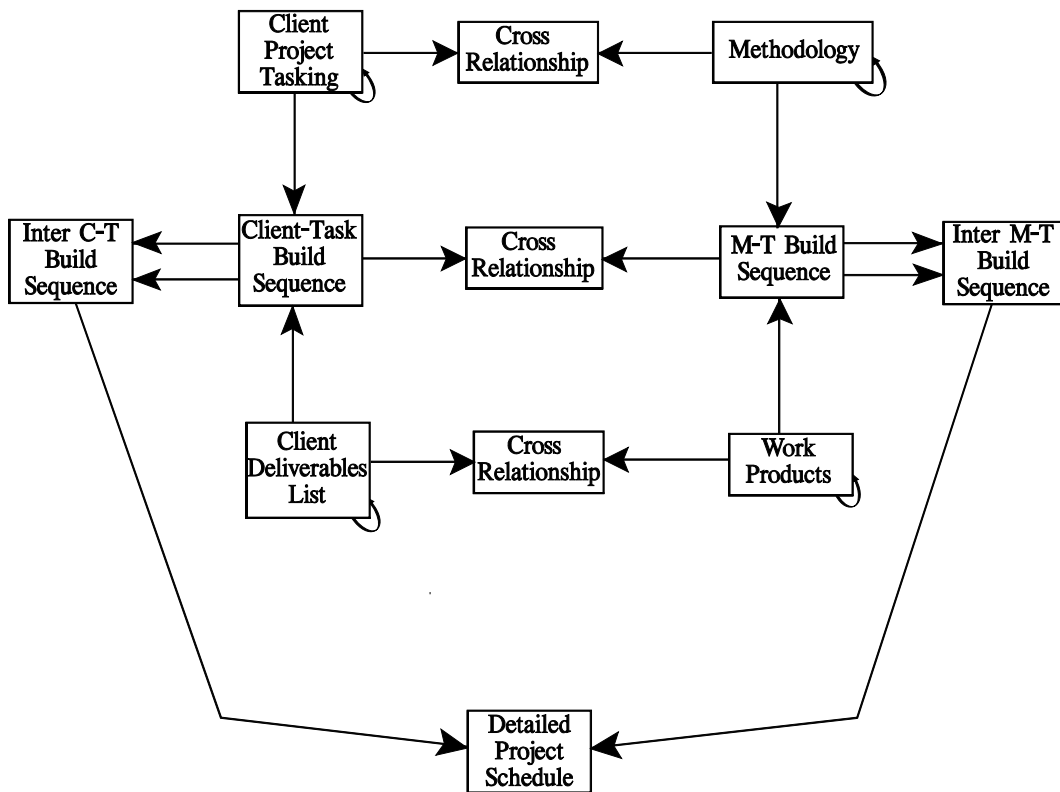 Client
Project
Tasking
Cross
Relationship
Methodology
Inter C-T
Build
Sequence
Client-Task
Build
Sequence
Cross
Relationship
M-T Build
Sequence
Inter M-T
Build
Sequence
Client
Deliverables
List
Cross
Relationship
Work
Products
Detailed
Project
Schedule